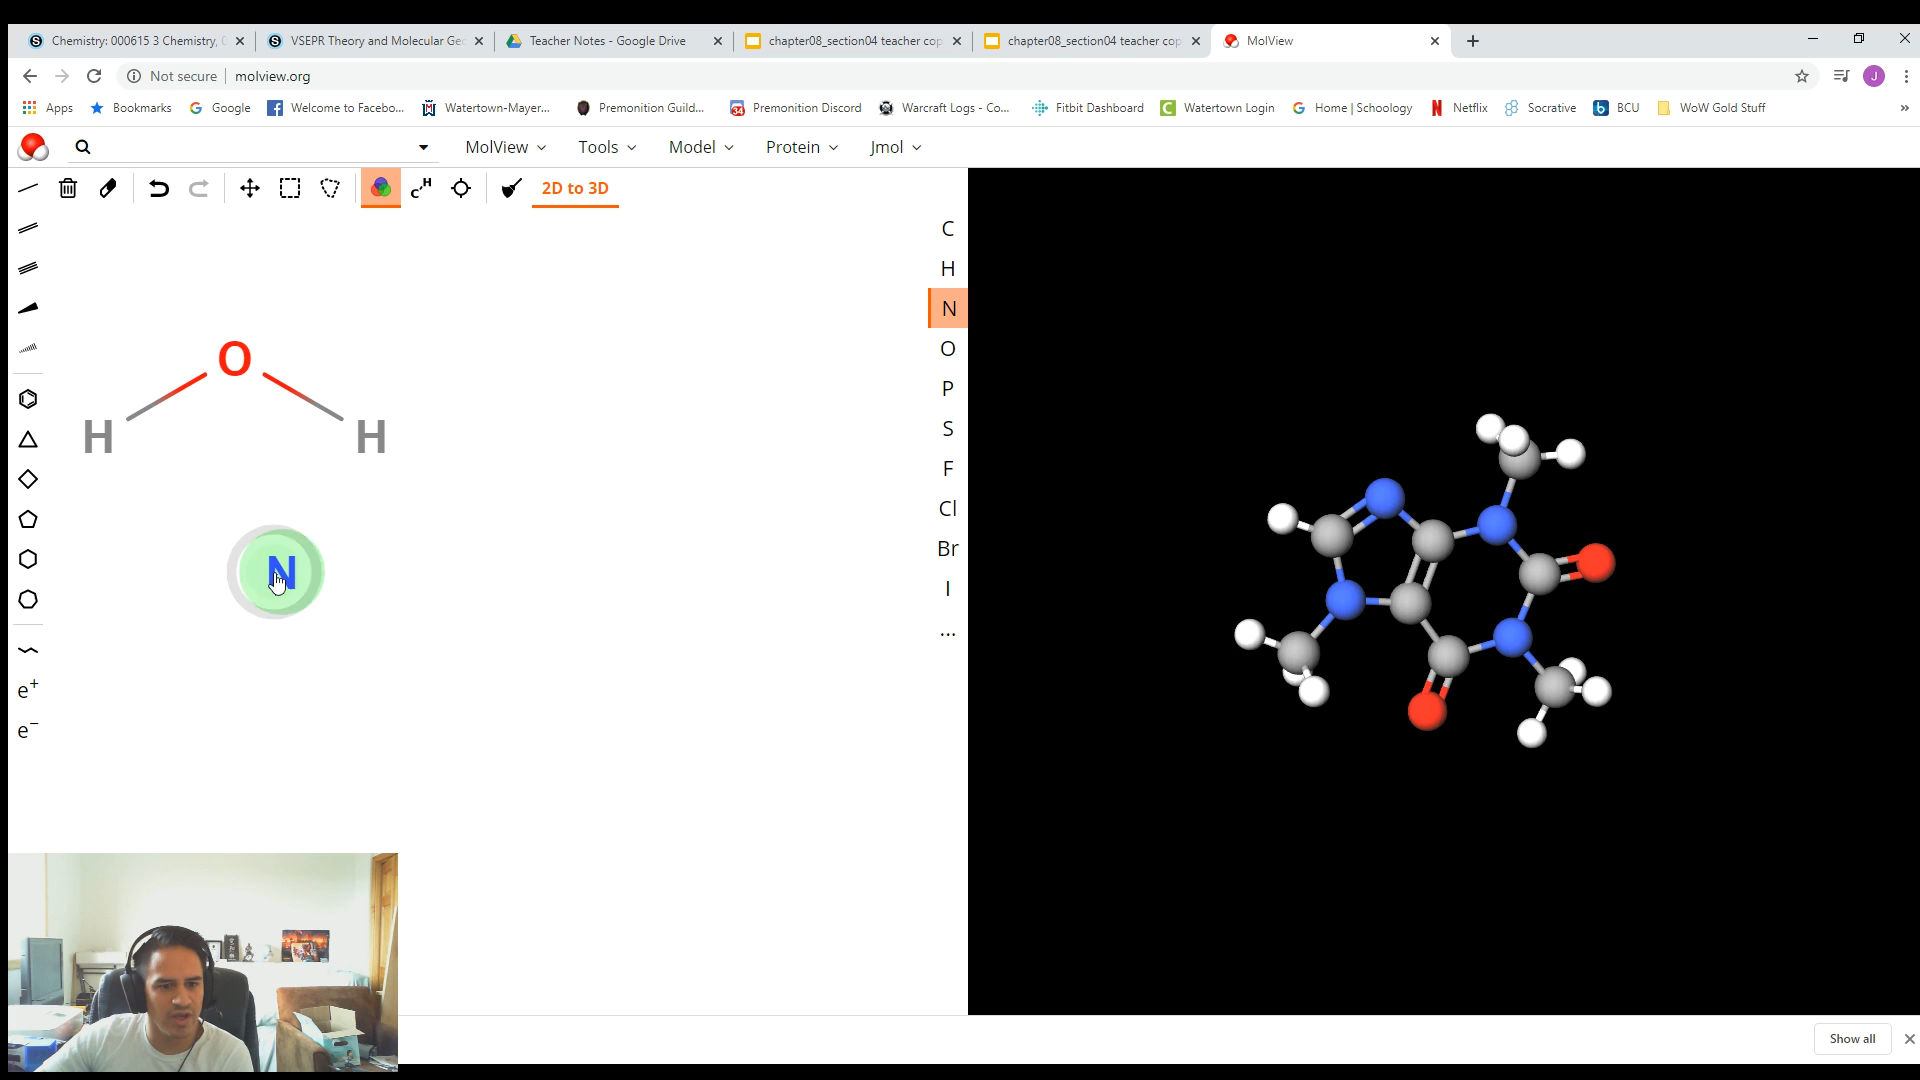 Chemistry: 000615 3 Chemistry,
VSEPR Theory and Molecular Ge
Teacher Notes - Google Drive
chapter08_section04 teacher cop
chapter08_section04 teacher cop
MolView
Not secure
molview.org
J
Apps
Bookmarks
Google
Welcome to Facebo...
Watertown-Mayer...
Premonition Guild...
Premonition Discord
Warcraft Logs - Co...
Fitbit Dashboard
Watertown Login
Home | Schoology
Netflix
Socrative
BCU
WoW Gold Stuff
»
MolView
Tools
Model
Protein
Jmol
C H
2D to 3D
C
H
N
O
P
S
F
Cl
Br
I
...
O
H H
N
e+
e−
Show all